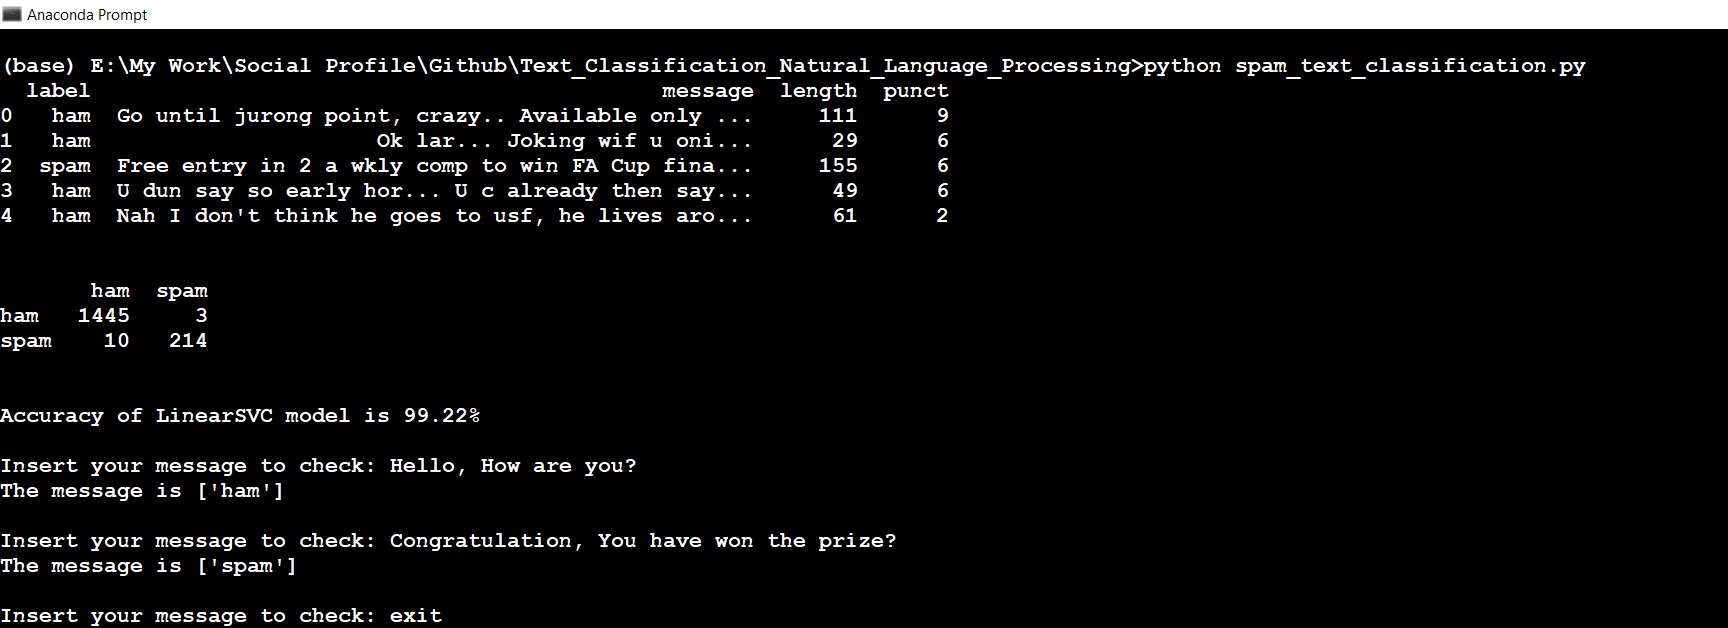 Anaconda Prompt
(base) E:\My Work\Social Profile\Github\Text_Classification_Natural_Language_Processing>python spam_text_classification.py
label message length punct
0 ham Go until jurong point, crazy.. Available only ... 111 9
1 ham Ok lar... Joking wif u oni... 29 6
2 spam Free entry in 2 a wkly comp to win FA Cup fina... 155 6
3 ham U dun say so early hor... U c already then say... 49 6
4 ham Nah I don't think he goes to usf, he lives aro... 61 2
ham spam
ham 1445 3
spam 10 214
Accuracy of LinearSVC model is 99.22%
Insert your message to check: Hello, How are you?
The message is ['ham']
Insert your message to check: Congratulation, You have won the prize?
The message is ['spam']
Insert your message to check: exit